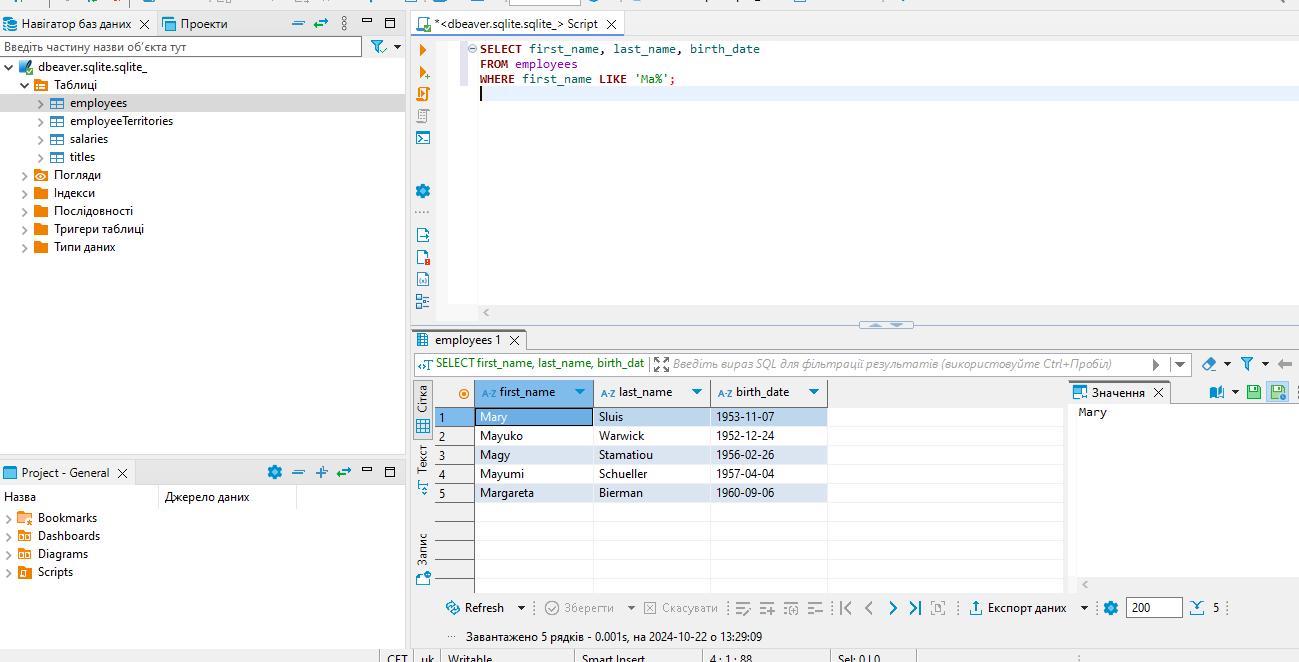 Навігатор баз даних
Проекти
Введіть частину назви об'єкта тут
dbeaver.sqlite.sqlite_
Таблиці
employees
employeeTerritories
salaries
titles
Погляди
Індекси
Послідовності
Тригери таблиці
Типи даних
Project - General
Назва
Джерело даних
Bookmarks
Dashboards
Diagrams
Scripts
*<dbeaver.sqlite.sqlite_> Script
SELECT first_name, last_name, birth_date
FROM employees
WHERE first_name LIKE 'Ma%';
employees 1
SELECT first_name, last_name, birth_dat
Введіть вираз SQL для фільтрації результатів (використовуйте Ctrl+Пробіл)
Сітка
Текст
Запис
A-Z first_name A-Z last_name A-Z birth_date
1 Mary Sluis 1953-11-07
2 Mayuko Warwick 1952-12-24
3 Magy Stamatiou 1956-02-26
4 Mayumi Schueller 1957-04-04
5 Margareta Bierman 1960-09-06
Значення
Mary
Refresh Зберегти Скасувати Експорт даних 200 5
Завантажено 5 рядків - 0.001s, на 2024-10-22 о 13:29:09
CET uk Writable Smart Insert 4 : 1 : 88 Sel: 0 | 0